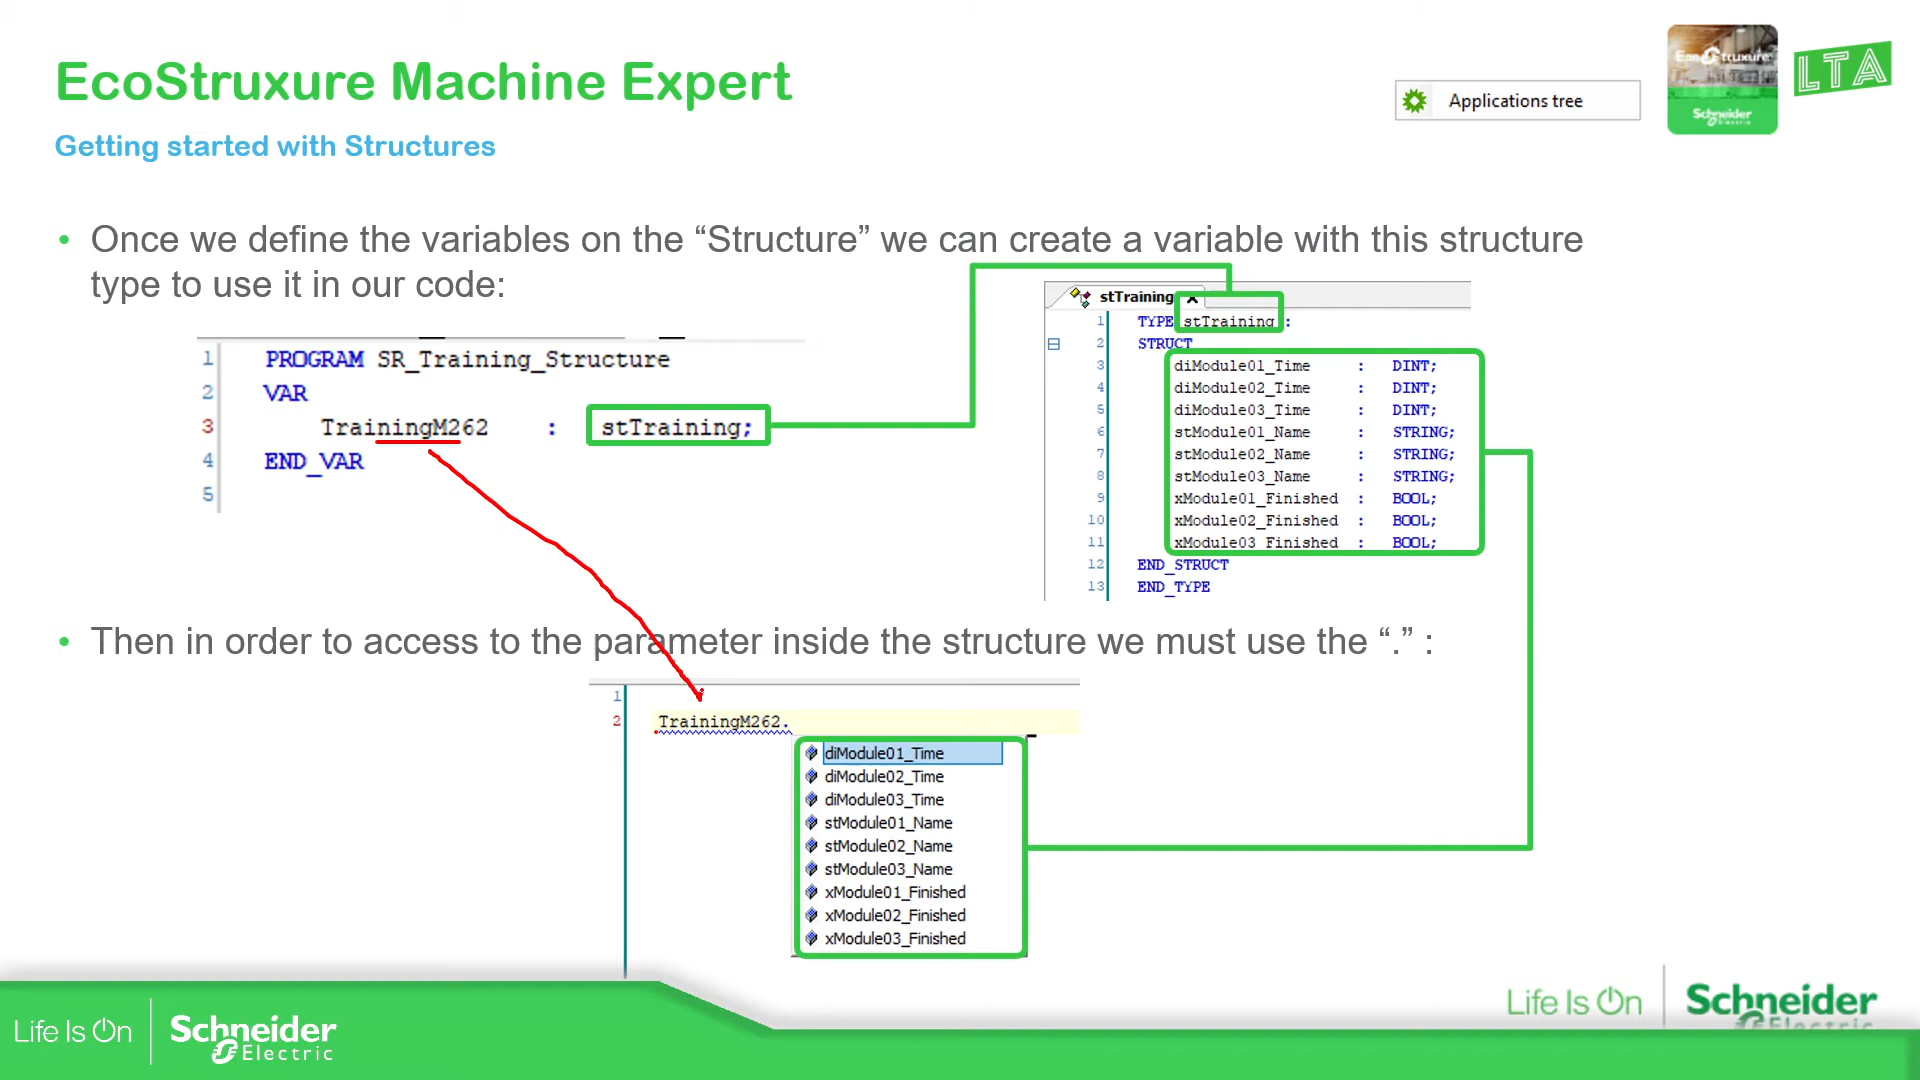 EcoStruxure Machine Expert
Getting started with Structures
Applications tree
EcoStruxure
Schneider
Electric
LTA
• Once we define the variables on the “Structure” we can create a variable with this structure
type to use it in our code:
1 PROGRAM SR_Training_Structure
2 VAR
3 TrainingM262 : stTraining;
4 END_VAR
5
stTraining x
1 TYPE stTraining :
2 STRUCT
3 diModule01_Time : DINT;
4 diModule02_Time : DINT;
5 diModule03_Time : DINT;
6 stModule01_Name : STRING;
7 stModule02_Name : STRING;
8 stModule03_Name : STRING;
9 xModule01_Finished : BOOL;
10 xModule02_Finished : BOOL;
11 xModule03_Finished : BOOL;
12 END_STRUCT
13 END_TYPE
• Then in order to access to the parameter inside the structure we must use the “.” :
1
2 TrainingM262.
diModule01_Time
diModule02_Time
diModule03_Time
stModule01_Name
stModule02_Name
stModule03_Name
xModule01_Finished
xModule02_Finished
xModule03_Finished
Life Is On
Schneider
Electric
Life Is On
Schneider
Electric